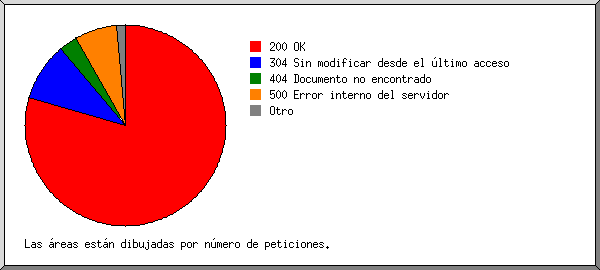 200 OK
304 Sin modificar desde el último acceso
404 Documento no encontrado
500 Error interno del servidor
Otro
Las áreas están dibujadas por número de peticiones.